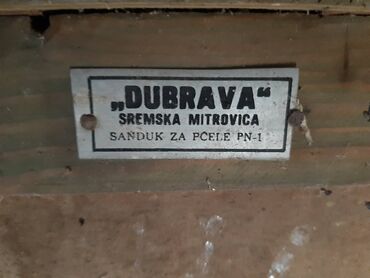 „DUBRAVA“
SREMSKA MITROVICA
SANDUK ZA PČELE PN-1